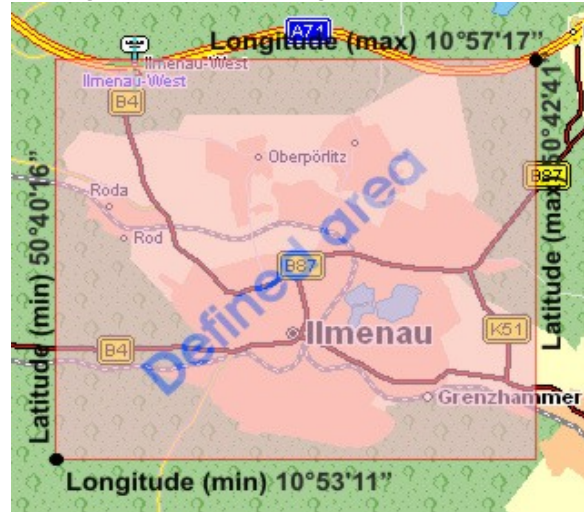 A71
Longitude (max) 10°57'17”
Ilmenau-West
Ilmenau-West
B4
Latitude (max) 50°42'41”
Oberpörlitz
B87
Roda
Rod
Latitude (min) 50°40'16”
Defined area
B87
Ilmenau
K51
B4
Grenzhammer
Longitude (min) 10°53'11”